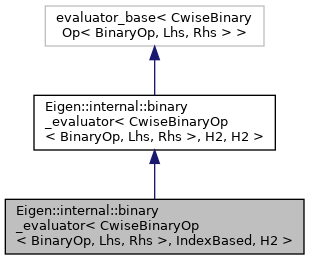 evaluator_base< CwiseBinary
Op< BinaryOp, Lhs, Rhs > >
Eigen::internal::binary
_evaluator< CwiseBinaryOp
< BinaryOp, Lhs, Rhs >, H2, H2 >
Eigen::internal::binary
_evaluator< CwiseBinaryOp
< BinaryOp, Lhs, Rhs >, IndexBased, H2 >